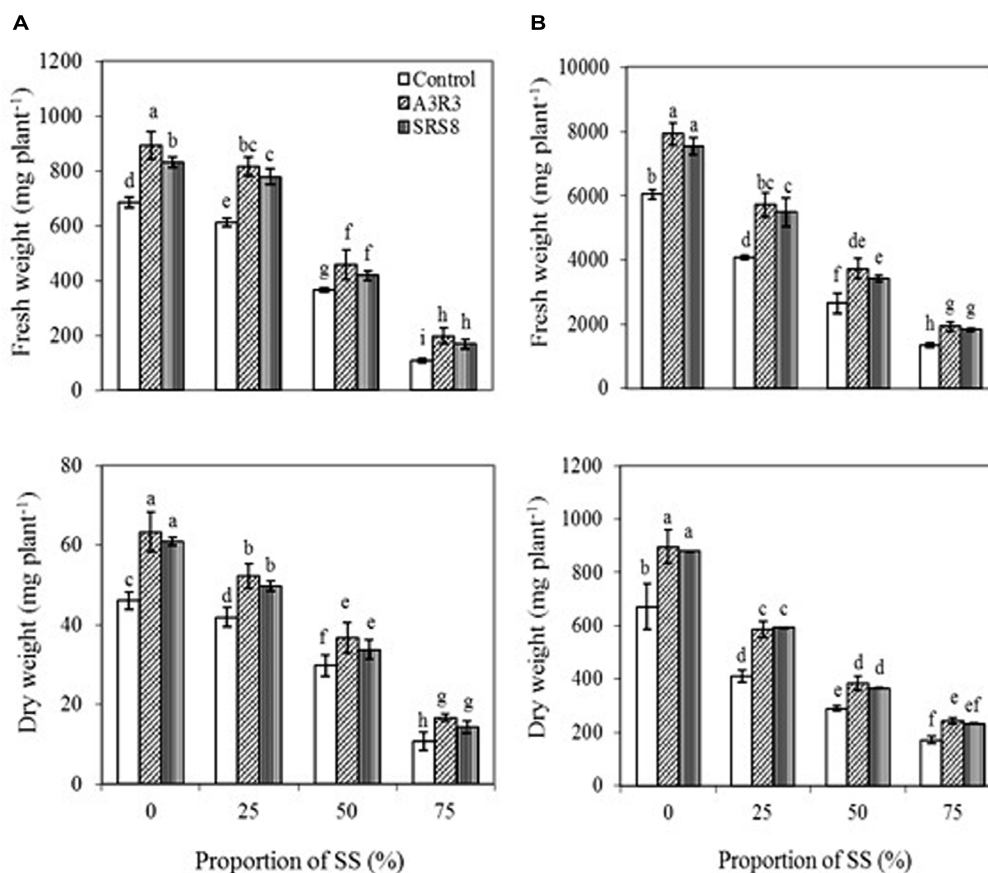 A
B
Fresh weight (mg plant-1)
1200
1000
800
600
400
200
0
Control
A3R3
SRS8
d a b
e bc c
g f f
i h h
Fresh weight (mg plant-1)
10000
8000
6000
4000
2000
0
b a a
d bc c
f de e
h g g
Dry weight (mg plant-1)
80
60
40
20
0
c a a
d b b
f e e
h g g
0 25 50 75
Proportion of SS (%)
Dry weight (mg plant-1)
1200
1000
800
600
400
200
0
b a a
d c c
e d d
f e ef
0 25 50 75
Proportion of SS (%)